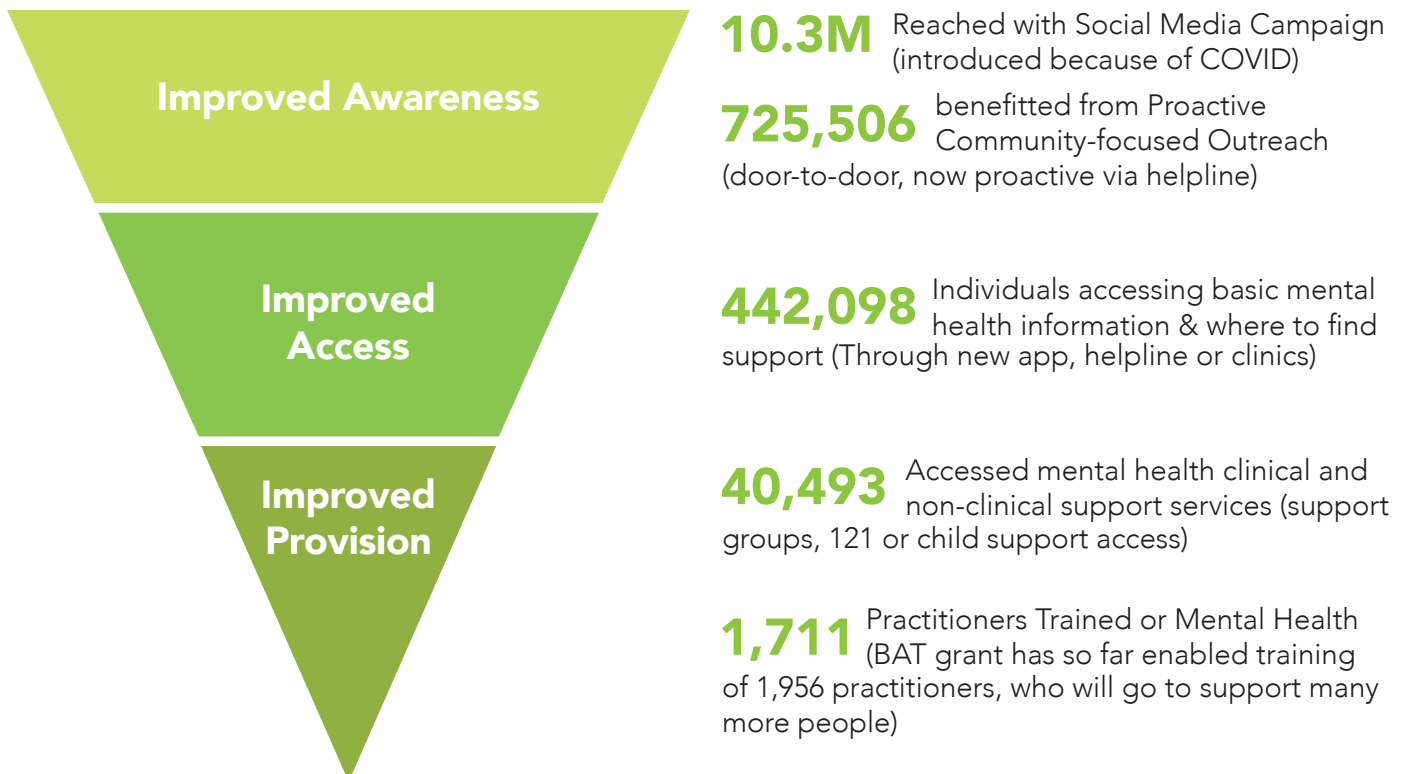 Improved Awareness
10.3M Reached with Social Media Campaign
(introduced because of COVID)
725,506 benefitted from Proactive
Community-focused Outreach
(door-to-door, now proactive via helpline)
Improved
Access
442,098 Individuals accessing basic mental
health information & where to find
support (Through new app, helpline or clinics)
Improved
Provision
40,493 Accessed mental health clinical and
non-clinical support services (support
groups, 121 or child support access)
1,711 Practitioners Trained or Mental Health
(BAT grant has so far enabled training
of 1,956 practitioners, who will go to support many
more people)